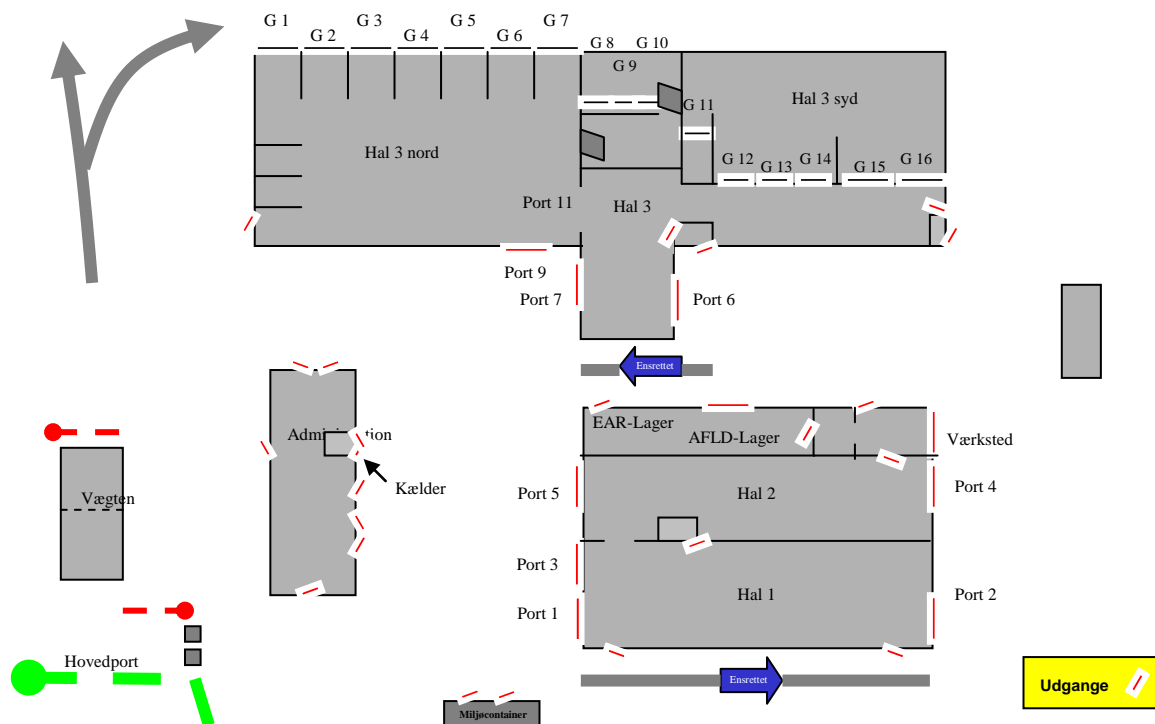 G 1
G 2
G 3
G 4
G 5
G 6
G 7
G 8
G 9
G 10
G 11
Hal 3 syd
Hal 3 nord
G 12
G 13
G 14
G 15
G 16
Port 11
Hal 3
Port 9
Port 7
Port 6
Ensrettet
EAR-Lager
AFLD-Lager
Administration
Værksted
Kælder
Vægten
Port 5
Hal 2
Port 4
Port 3
Port 1
Hal 1
Port 2
Hovedport
Ensrettet
Udgange
Miljøcontainer